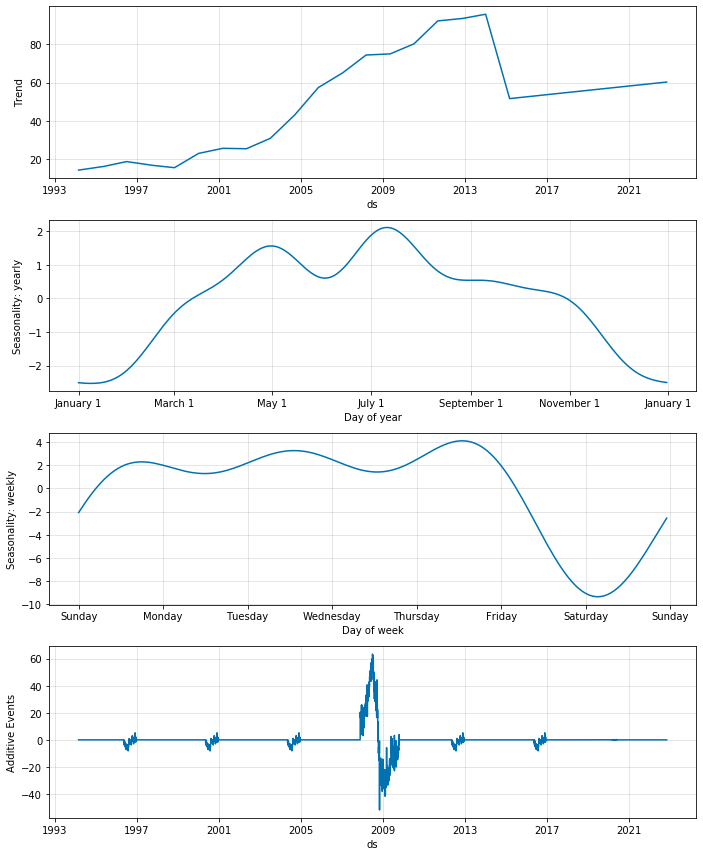 Trend
80
60
40
20
1993 1997 2001 2005 2009 2013 2017 2021
ds
Seasonality: yearly
2
1
0
−1
−2
January 1 March 1 May 1 July 1 September 1 November 1 January 1
Day of year
Seasonality: weekly
4
2
0
−2
−4
−6
−8
−10
Sunday Monday Tuesday Wednesday Thursday Friday Saturday Sunday
Day of week
Additive Events
60
40
20
0
−20
−40
1993 1997 2001 2005 2009 2013 2017 2021
ds